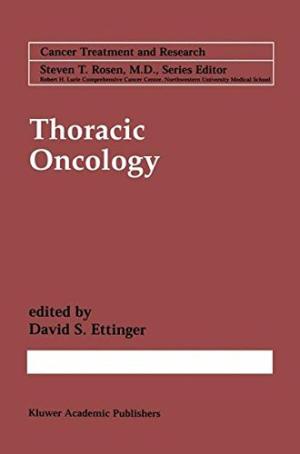 Cancer Treatment and Research
Steven T. Rosen, M.D., Series Editor
Robert H. Lurie Comprehensive Cancer Center, Northwestern University Medical School
Thoracic
Oncology
edited by
David S. Ettinger
Kluwer Academic Publishers